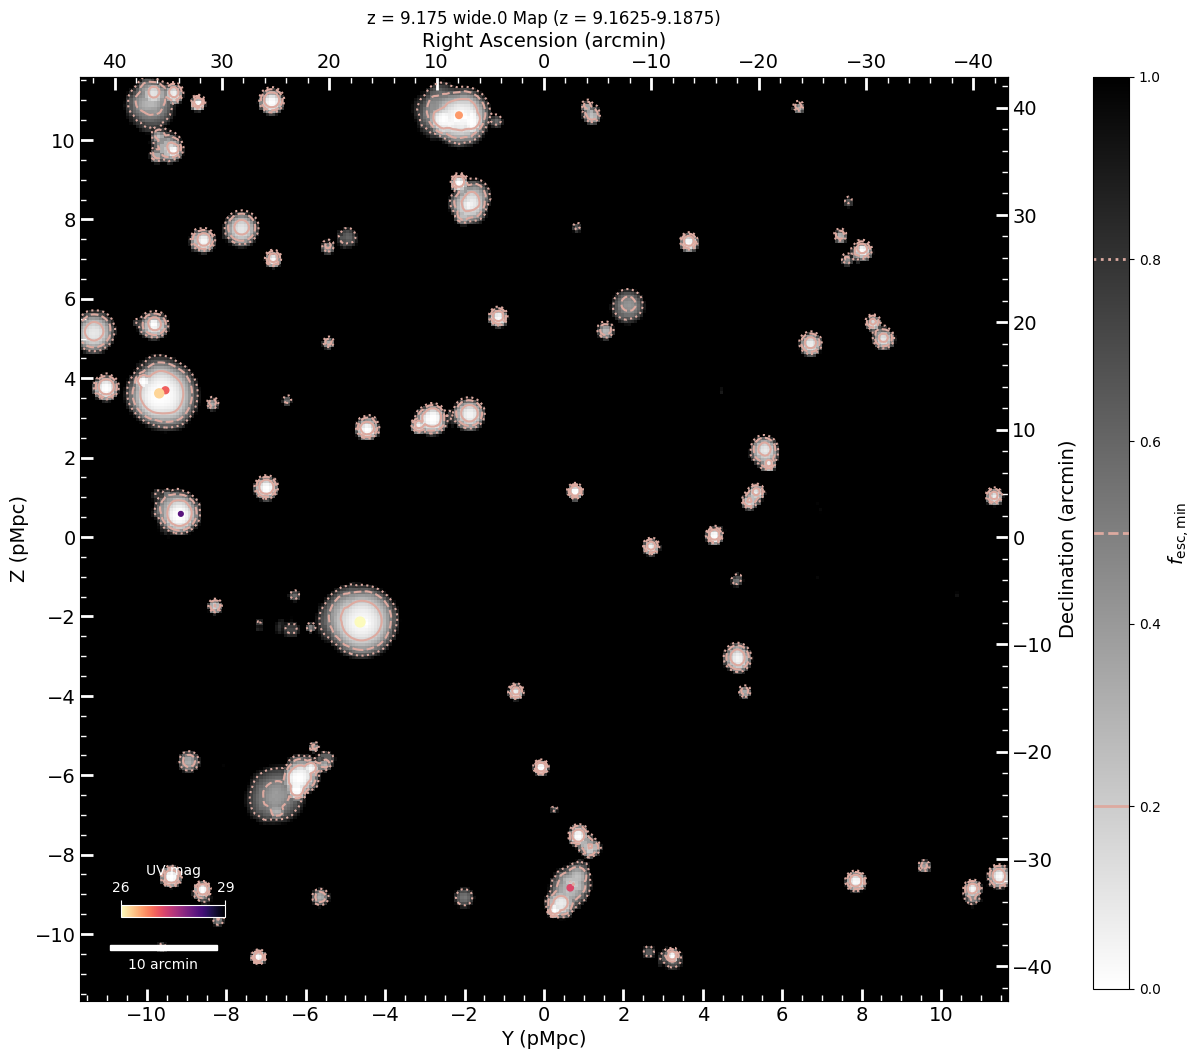 z = 9.175 wide.0 Map (z = 9.1625-9.1875)
Right Ascension (arcmin)
40 30 20 10 0 −10 −20 −30 −40
10
8
6
4
2
0
−2
−4
−6
−8
−10
Z (pMpc)
40
30
20
10
0
−10
−20
−30
−40
Declination (arcmin)
1.0
0.8
0.6
0.4
0.2
0.0
fesc,min
UV mag
26 29
10 arcmin
−10 −8 −6 −4 −2 0 2 4 6 8 10
Y (pMpc)